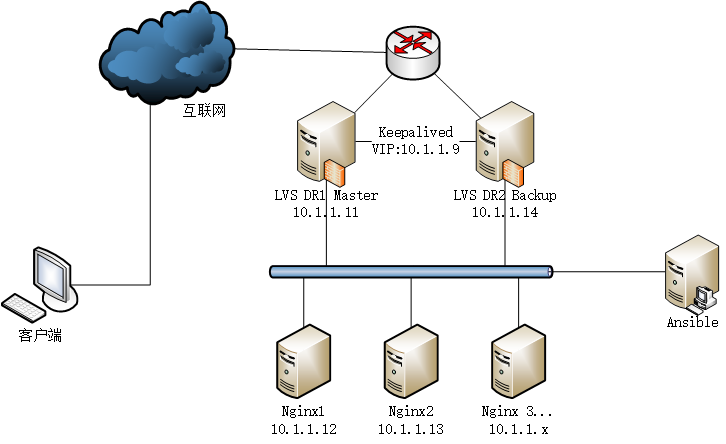 互联网
Keepalived
VIP:10.1.1.9
LVS DR1 Master
10.1.1.11
LVS DR2 Backup
10.1.1.14
客户端
Ansible
Nginx1
10.1.1.12
Nginx2
10.1.1.13
Nginx 3...
10.1.1.x